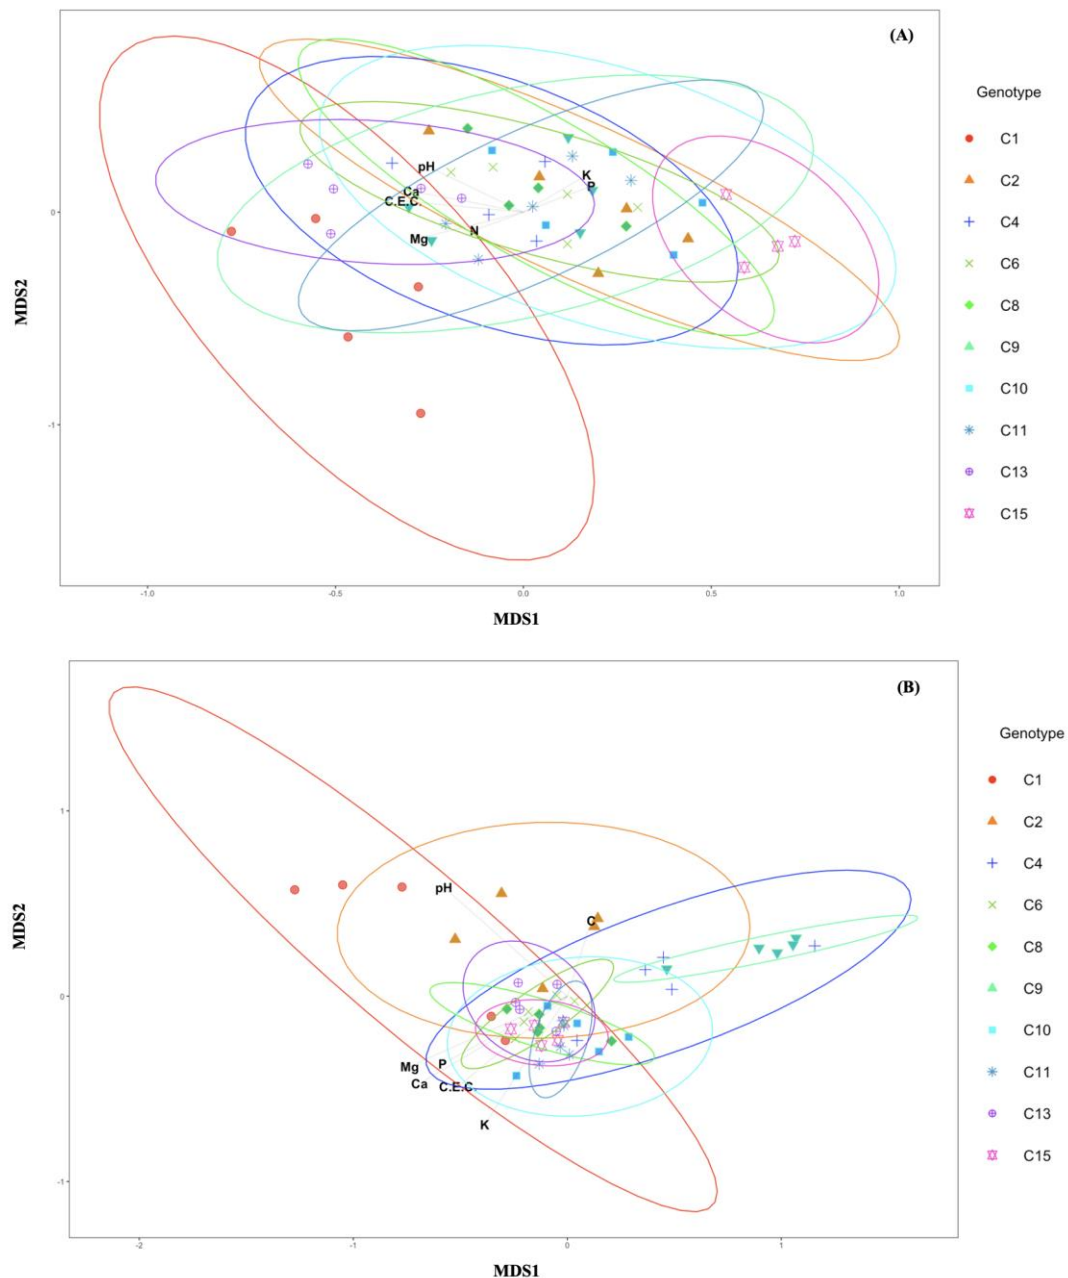 (A)
Genotype
C1
C2
C4
C6
C8
C9
C10
C11
C13
C15
pH
Ca
C.E.C.
Mg
N
K
P
0
-1
MDS2
-1.0
-0.5
0.0
0.5
1.0
MDS1
(B)
Genotype
C1
C2
C4
C6
C8
C9
C10
C11
C13
C15
pH
C
Mg
P
Ca
C.E.C.
K
1
0
-1
MDS2
-2
-1
0
1
MDS1